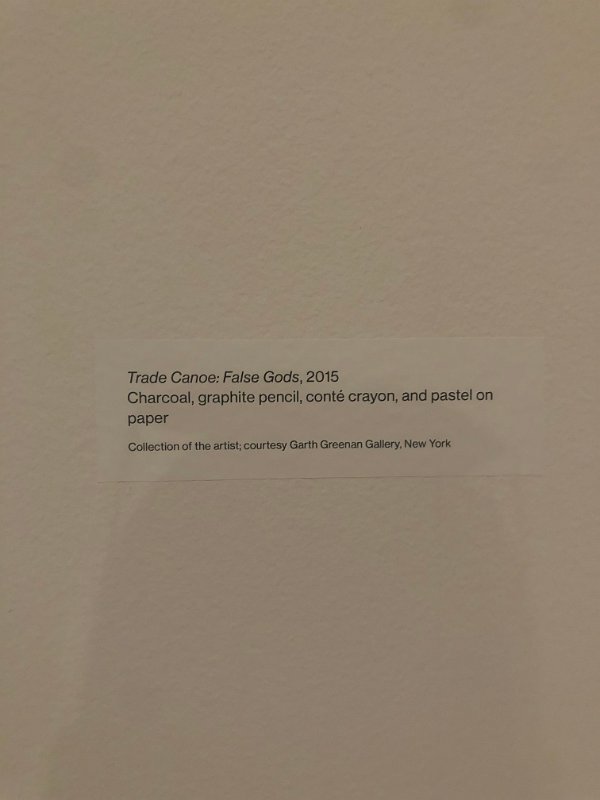 Trade Canoe: False Gods, 2015
Charcoal, graphite pencil, conté crayon, and pastel on
paper
Collection of the artist; courtesy Garth Greenan Gallery, New York